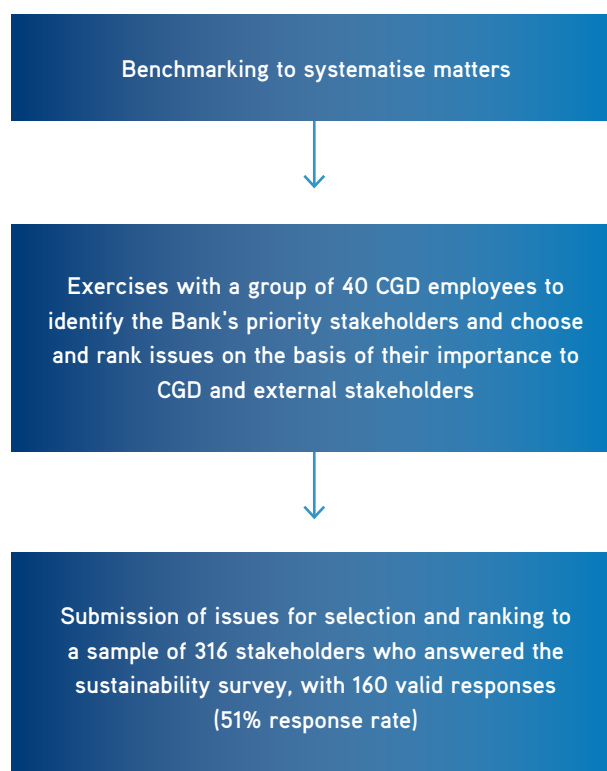 Benchmarking to systematise matters
Exercises with a group of 40 CGD employees to
identify the Bank's priority stakeholders and choose
and rank issues on the basis of their importance to
CGD and external stakeholders
Submission of issues for selection and ranking to
a sample of 316 stakeholders who answered the
sustainability survey, with 160 valid responses
(51% response rate)